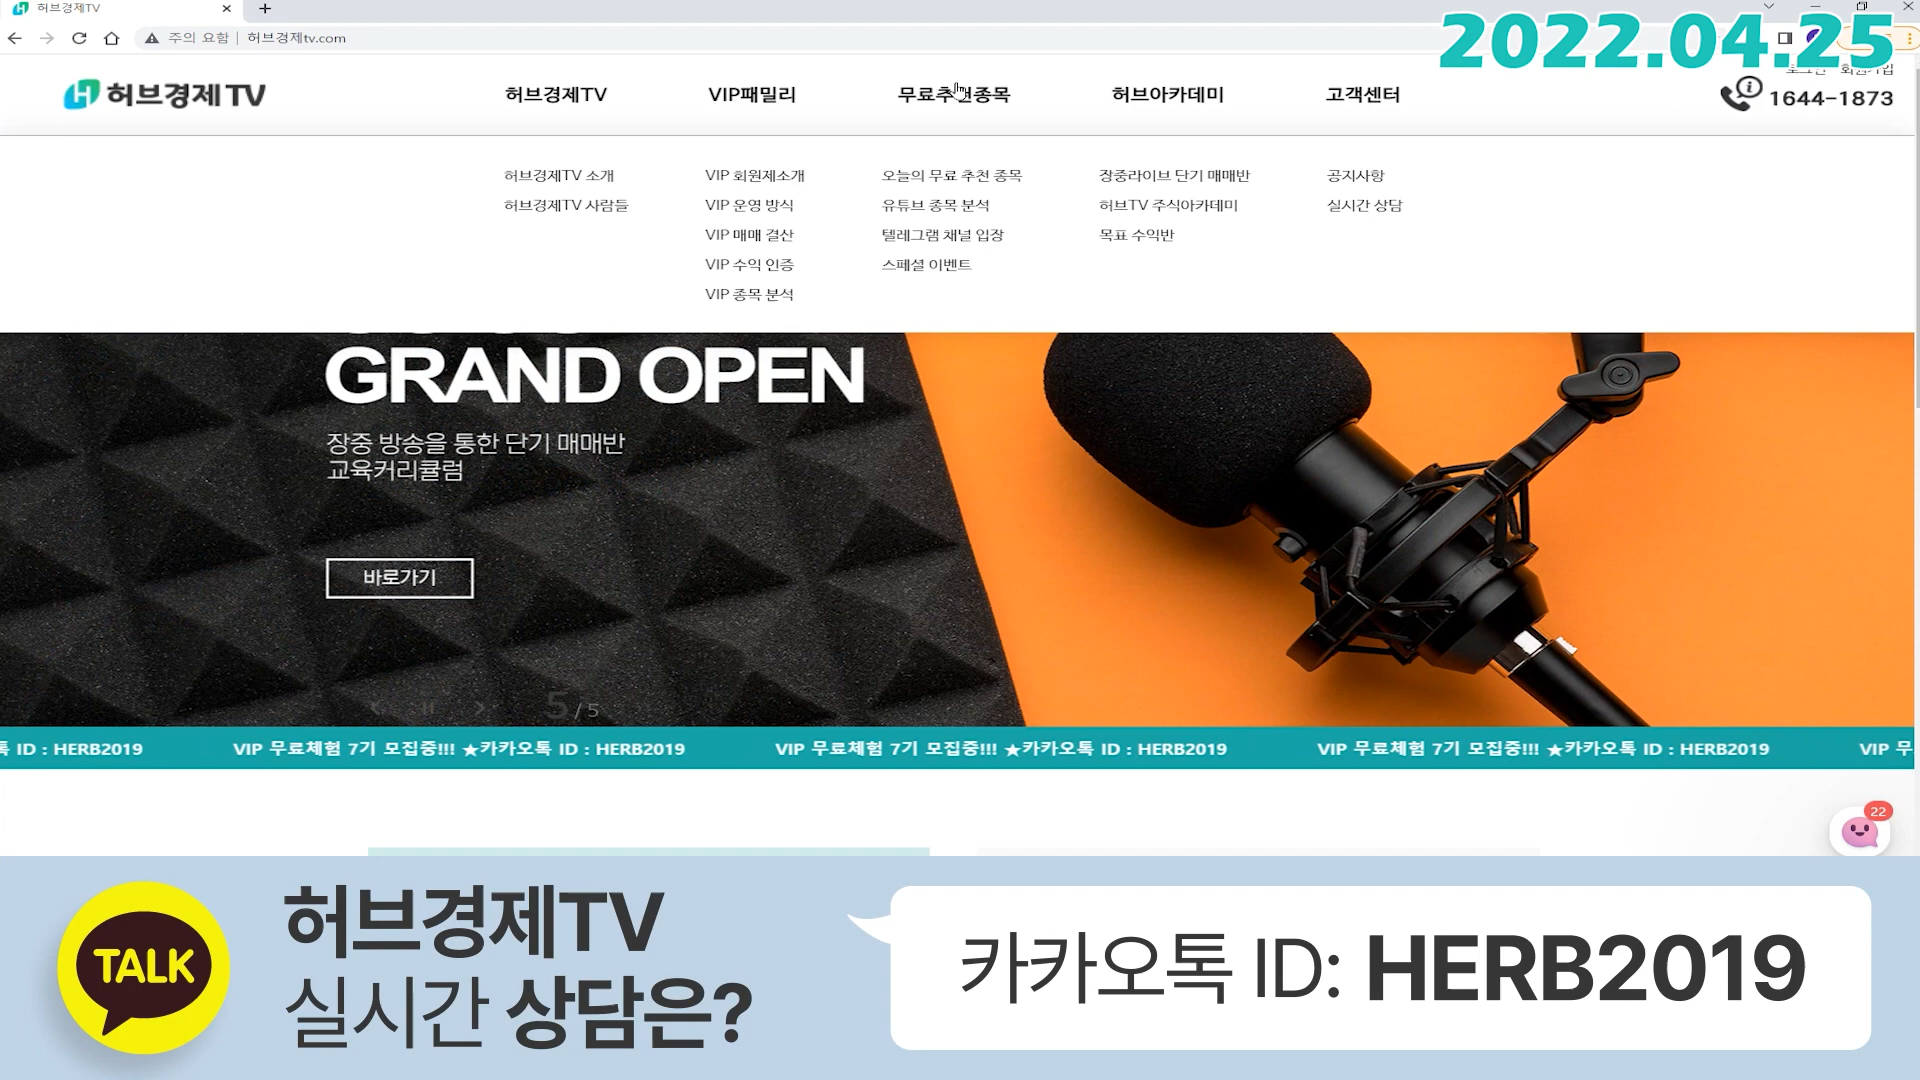 허브경제TV
주의 요함 | 허브경제tv.com
2022.04.25
허브경제TV
허브경제TV VIP패밀리 무료추천종목 허브아카데미 고객센터
1644-1873
허브경제TV 소개 VIP 회원제소개 오늘의 무료 추천 종목 장중라이브 단기 매매반 공지사항
허브경제TV 사람들 VIP 운영 방식 유튜브 종목 분석 허브TV 주식아카데미 실시간 상담
VIP 매매 결산 텔레그램 채널 입장 목표 수익반
VIP 수익 인증 스페셜 이벤트
VIP 종목 분석
GRAND OPEN
장중 방송을 통한 단기 매매반
교육커리큘럼
바로가기
5 / 5
톡 ID : HERB2019 VIP 무료체험 7기 모집중!!! ★카카오톡 ID : HERB2019 VIP 무료체험 7기 모집중!!! ★카카오톡 ID : HERB2019 VIP 무료체험 7기 모집중!!! ★카카오톡 ID : HERB2019 VIP 무
22
TALK
허브경제TV
실시간 상담은?
카카오톡 ID: HERB2019